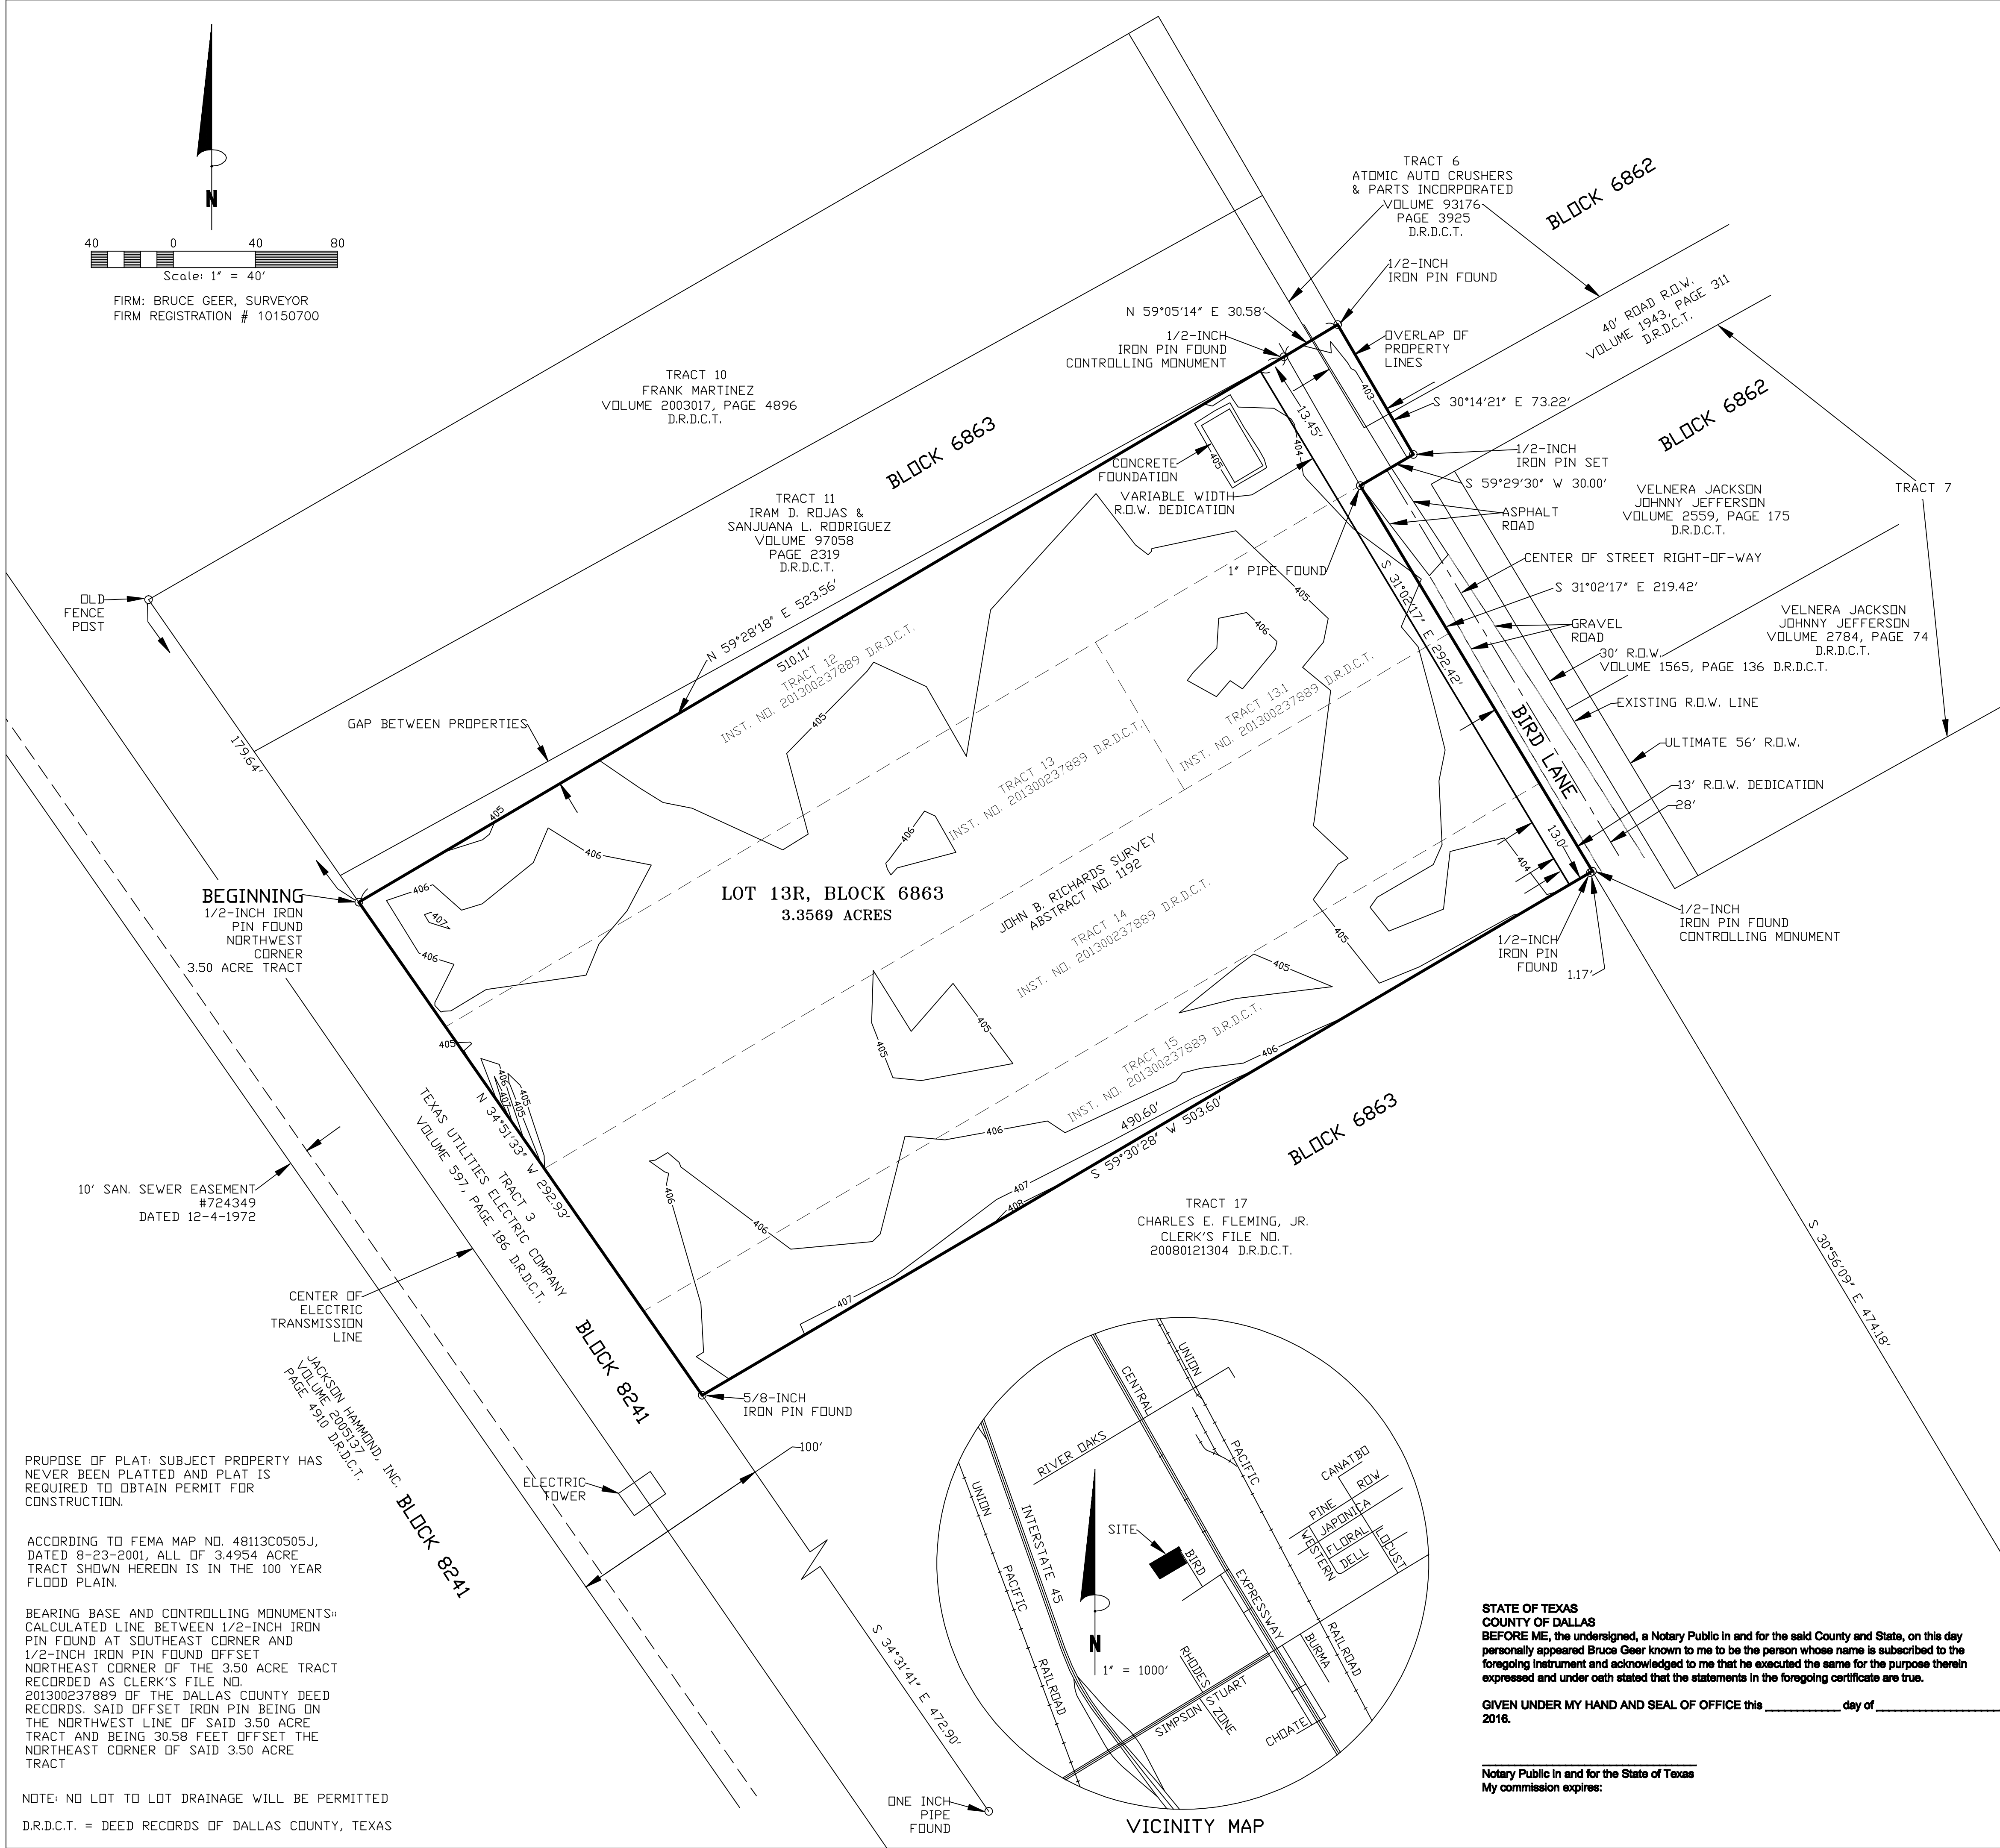 N
40 0 40 80
Scale: 1" = 40'
FIRM: BRUCE GEER, SURVEYOR
FIRM REGISTRATION # 10150700
TRACT 6
ATOMIC AUTO CRUSHERS
& PARTS INCORPORATED
VOLUME 93176
PAGE 3925
D.R.D.C.T.
BLOCK 6862
1/2-INCH
IRON PIN FOUND
40' ROAD R.O.W.
VOLUME 1943, PAGE 311
D.R.D.C.T.
N 59°05'14" E 30.58'
1/2-INCH
IRON PIN FOUND
CONTROLLING MONUMENT
OVERLAP OF
PROPERTY
LINES
403
S 30°14'21" E 73.22'
13.45'
404
BLOCK 6862
TRACT 10
FRANK MARTINEZ
VOLUME 2003017, PAGE 4896
D.R.D.C.T.
BLOCK 6863
CONCRETE
FOUNDATION
405
VARIABLE WIDTH
R.O.W. DEDICATION
1/2-INCH
IRON PIN SET
S 59°29'30" W 30.00'
ASPHALT
ROAD
VELNERA JACKSON
JOHNNY JEFFERSON
VOLUME 2559, PAGE 175
D.R.D.C.T.
TRACT 7
TRACT 11
IRAM D. ROJAS &
SANJUANA L. RODRIGUEZ
VOLUME 97058
PAGE 2319
D.R.D.C.T.
1" PIPE FOUND
CENTER OF STREET RIGHT-OF-WAY
S 31°02'17" E 219.42'
S 31°02'17" E 292.42'
GRAVEL
ROAD
VELNERA JACKSON
JOHNNY JEFFERSON
VOLUME 2784, PAGE 74
D.R.D.C.T.
30' R.O.W.
VOLUME 1565, PAGE 136 D.R.D.C.T.
EXISTING R.O.W. LINE
ULTIMATE 56' R.O.W.
13' R.O.W. DEDICATION
28'
BIRD LANE
13.0'
404
OLD
FENCE
POST
179.64'
N 59°28'18" E 523.56'
510.11'
TRACT 12
INST. NO. 201300237889 D.R.D.C.T.
GAP BETWEEN PROPERTIES
405
405
405
406
TRACT 13
INST. NO. 201300237889 D.R.D.C.T.
TRACT 13.1
INST. NO. 201300237889 D.R.D.C.T.
406
406
406
407
406
LOT 13R, BLOCK 6863
3.3569 ACRES
JOHN B. RICHARDS SURVEY
ABSTRACT NO. 1192
TRACT 14
INST. NO. 201300237889 D.R.D.C.T.
BEGINNING
1/2-INCH IRON
PIN FOUND
NORTHWEST
CORNER
3.50 ACRE TRACT
1/2-INCH
IRON PIN FOUND
CONTROLLING MONUMENT
1/2-INCH
IRON PIN
FOUND
1.17'
405
405
405
405
TRACT 15
INST. NO. 201300237889 D.R.D.C.T.
405
406
407
405
405
406
406
490.60'
S 59°30'28" W 503.60'
406
406
407
408
407
BLOCK 6863
N 34°51'33" W 292.93'
TRACT 3
TEXAS UTILITIES ELECTRIC COMPANY
VOLUME 597, PAGE 186 D.R.D.C.T.
10' SAN. SEWER EASEMENT
#724349
DATED 12-4-1972
TRACT 17
CHARLES E. FLEMING, JR.
CLERK'S FILE NO.
20080121304 D.R.D.C.T.
S 30°56'09" E 474.18'
CENTER OF
ELECTRIC
TRANSMISSION
LINE
BLOCK 8241
5/8-INCH
IRON PIN FOUND
100'
ELECTRIC
TOWER
JACKSON HAMMOND, INC.
VOLUME 2005137
PAGE 4910 D.R.D.C.T.
BLOCK 8241
PRUPOSE OF PLAT: SUBJECT PROPERTY HAS
NEVER BEEN PLATTED AND PLAT IS
REQUIRED TO OBTAIN PERMIT FOR
CONSTRUCTION.
ACCORDING TO FEMA MAP NO. 48113C0505J,
DATED 8-23-2001, ALL OF 3.4954 ACRE
TRACT SHOWN HEREON IS IN THE 100 YEAR
FLOOD PLAIN.
BEARING BASE AND CONTROLLING MONUMENTS::
CALCULATED LINE BETWEEN 1/2-INCH IRON
PIN FOUND AT SOUTHEAST CORNER AND
1/2-INCH IRON PIN FOUND OFFSET
NORTHEAST CORNER OF THE 3.50 ACRE TRACT
RECORDED AS CLERK'S FILE NO.
201300237889 OF THE DALLAS COUNTY DEED
RECORDS. SAID OFFSET IRON PIN BEING ON
THE NORTHWEST LINE OF SAID 3.50 ACRE
TRACT AND BEING 30.58 FEET OFFSET THE
NORTHEAST CORNER OF SAID 3.50 ACRE
TRACT
NOTE: NO LOT TO LOT DRAINAGE WILL BE PERMITTED
D.R.D.C.T. = DEED RECORDS OF DALLAS COUNTY, TEXAS
S 34°31'41" E 472.90'
ONE INCH
PIPE
FOUND
UNION
CENTRAL
RIVER OAKS
PACIFIC
CANATBO
PINE ROW
JAPONICA
FLORAL
DELL
WESTERN
LOCUST
UNION
INTERSTATE 45
SITE
BIRD
EXPRESSWAY
PACIFIC
N
1" = 1000'
RAILROAD
BURMA
RAILROAD
RHODES
STUART
SIMPSON
ZONE
CHOATE
VICINITY MAP
STATE OF TEXAS
COUNTY OF DALLAS
BEFORE ME, the undersigned, a Notary Public in and for the said County and State, on this day
personally appeared Bruce Geer known to me to be the person whose name is subscribed to the
foregoing instrument and acknowledged to me that he executed the same for the purpose therein
expressed and under oath stated that the statements in the foregoing certificate are true.
GIVEN UNDER MY HAND AND SEAL OF OFFICE this ____________ day of ____________________
2016.
Notary Public in and for the State of Texas
My commission expires: